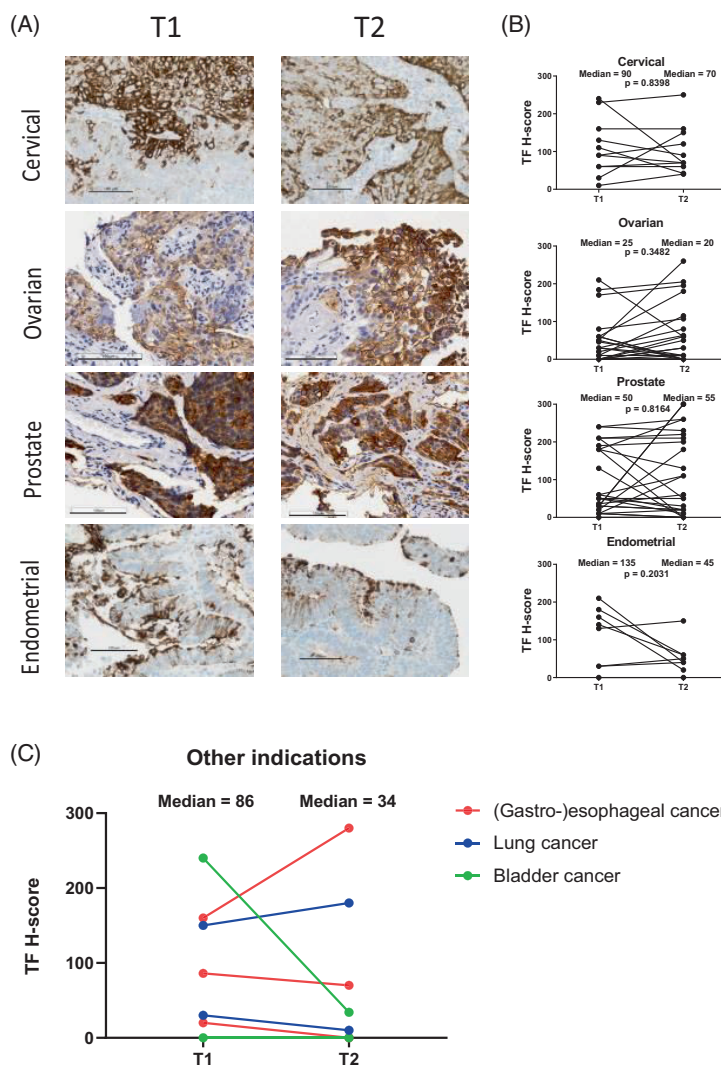 (A)
T1
T2
Cervical
Ovarian
Prostate
Endometrial
(B)
Cervical
Median = 90 Median = 70
p = 0.8398
TF H-score
300
200
100
0
T1 T2
Ovarian
Median = 25 Median = 20
p = 0.3482
TF H-score
300
200
100
0
T1 T2
Prostate
Median = 50 Median = 55
p = 0.8164
TF H-score
300
200
100
0
T1 T2
Endometrial
Median = 135 Median = 45
p = 0.2031
TF H-score
300
200
100
0
T1 T2
(C)
Other indications
Median = 86 Median = 34
TF H-score
300
200
100
0
T1 T2
(Gastro-)esophageal cancer
Lung cancer
Bladder cancer